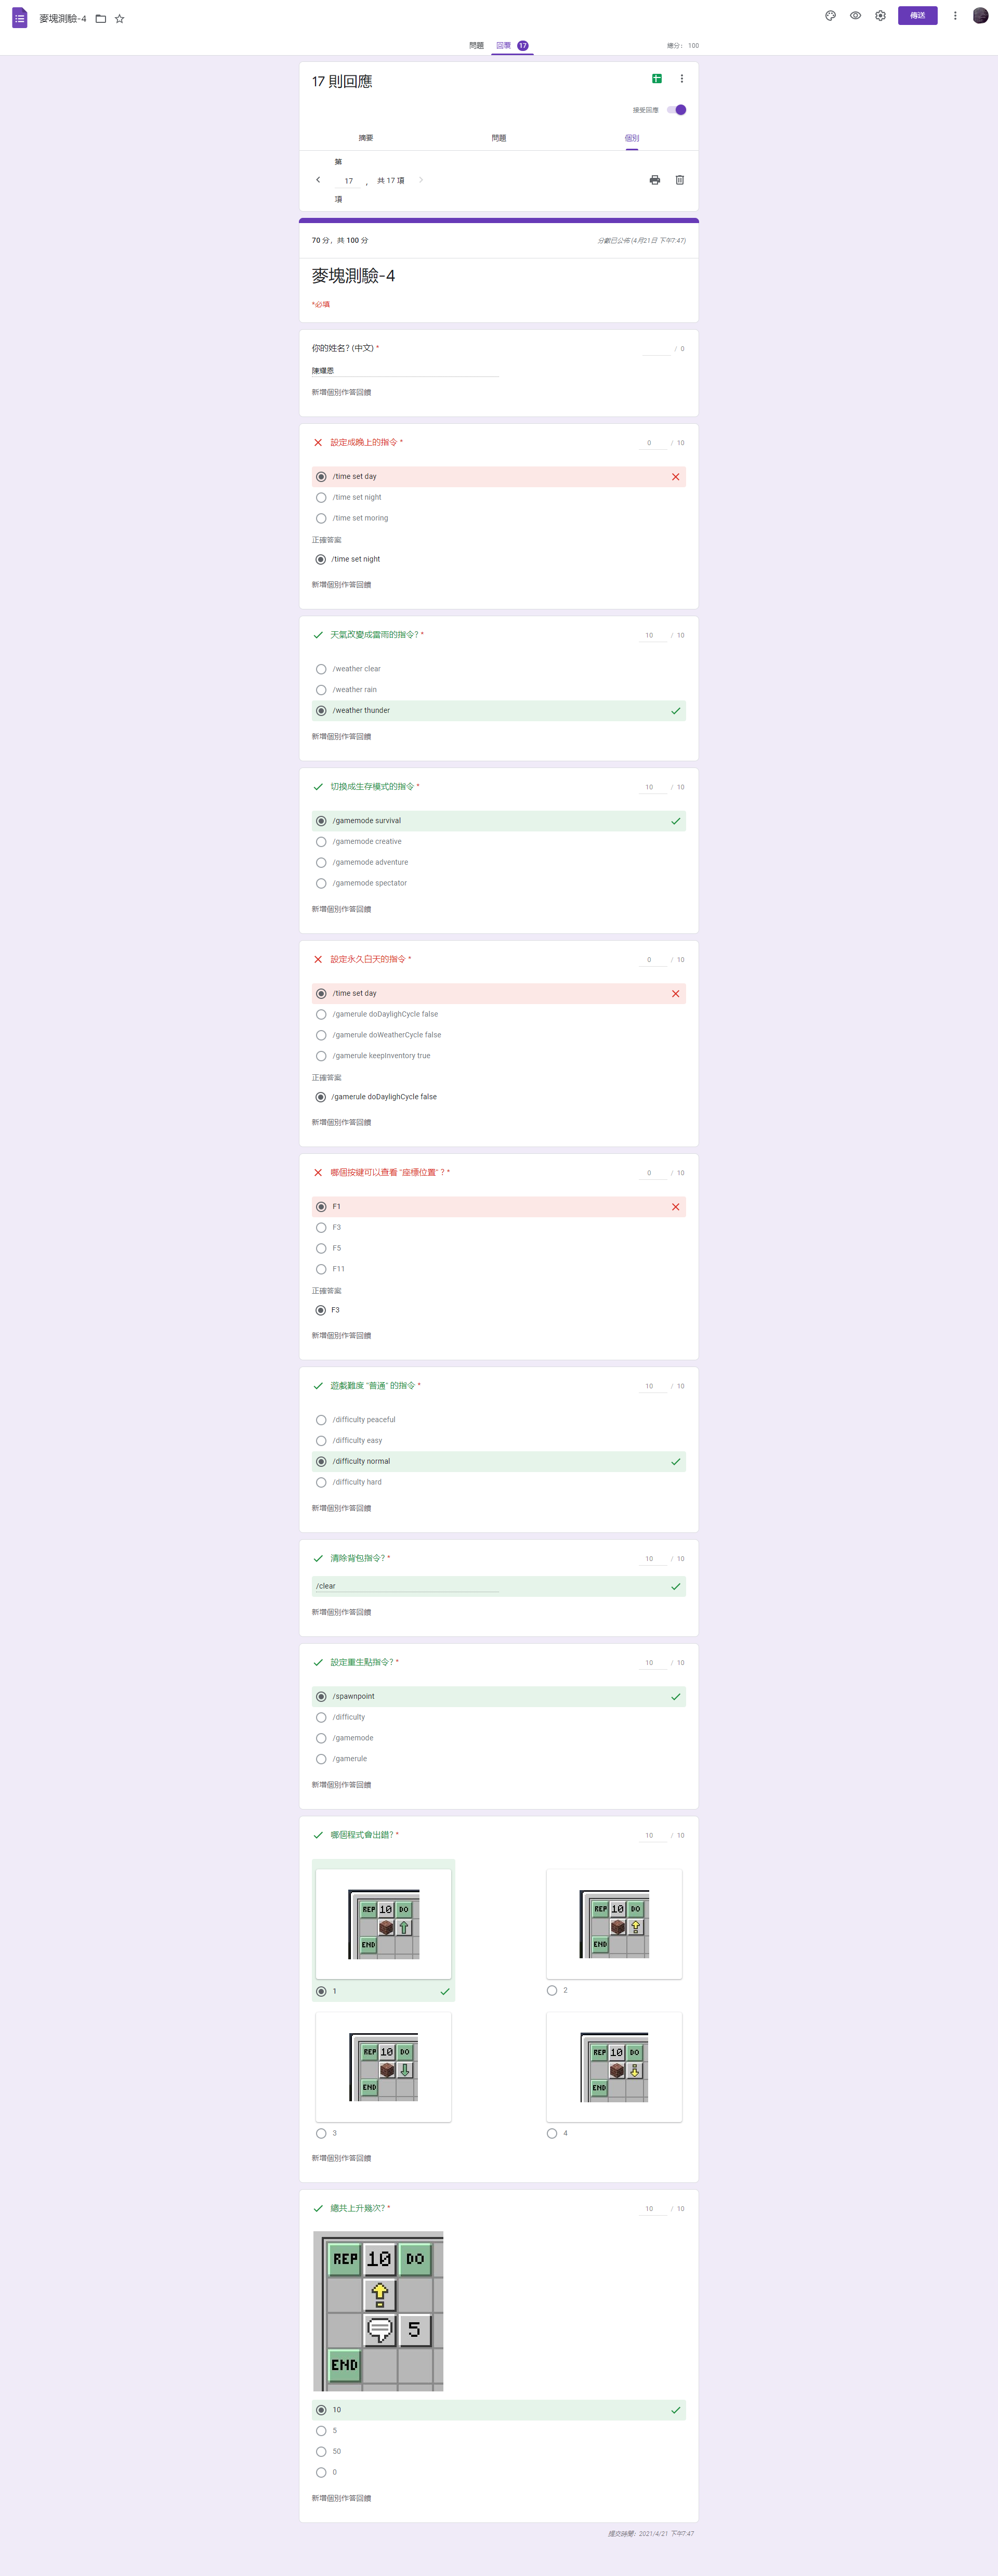 麥塊測驗-4
傳送
問題
回覆 17
總分: 100
17 則回應
接受回應
摘要
問題
個別
第
17 , 共 17 項
項
70 分，共 100 分
分數已公佈 (4月21日 下午7:47)
麥塊測驗-4
*必填
你的姓名? (中文) *
/ 0
陳耀恩
新增個別作答回饋
設定成晚上的指令 *
0 / 10
/time set day
/time set night
/time set moring
正確答案
/time set night
新增個別作答回饋
天氣改變成雷雨的指令? *
10 / 10
/weather clear
/weather rain
/weather thunder
新增個別作答回饋
切換成生存模式的指令 *
10 / 10
/gamemode survival
/gamemode creative
/gamemode adventure
/gamemode spectator
新增個別作答回饋
設定永久白天的指令 *
0 / 10
/time set day
/gamerule doDaylighCycle false
/gamerule doWeatherCycle false
/gamerule keepInventory true
正確答案
/gamerule doDaylighCycle false
新增個別作答回饋
哪個按鍵可以查看 "座標位置" ? *
0 / 10
F1
F3
F5
F11
正確答案
F3
新增個別作答回饋
遊戲難度 "普通" 的指令 *
10 / 10
/difficulty peaceful
/difficulty easy
/difficulty normal
/difficulty hard
新增個別作答回饋
清除背包指令? *
10 / 10
/clear
新增個別作答回饋
設定重生點指令? *
10 / 10
/spawnpoint
/difficulty
/gamemode
/gamerule
新增個別作答回饋
哪個程式會出錯? *
10 / 10
REP 10 DO
END
1
REP 10 DO
END
2
REP 10 DO
END
3
REP 10 DO
END
4
新增個別作答回饋
總共上升幾次? *
10 / 10
REP 10 DO
5
END
10
5
50
0
新增個別作答回饋
提交時間：2021/4/21 下午7:47